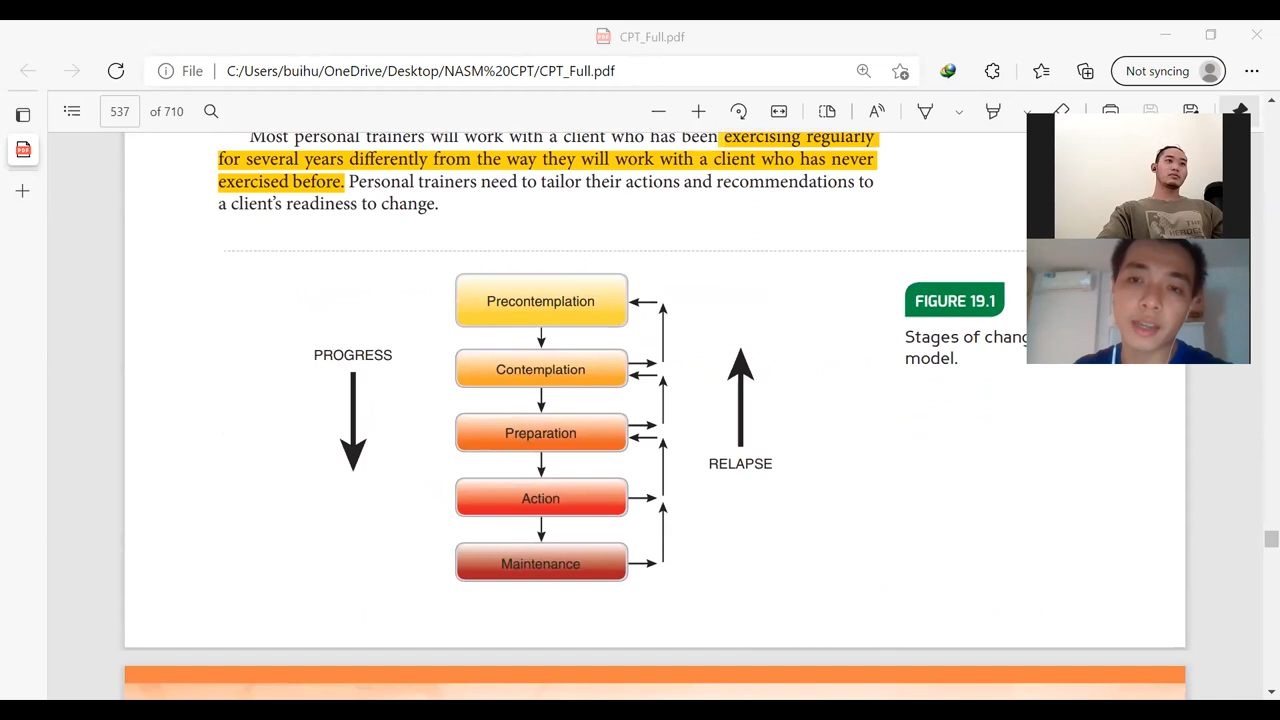 CPT_Full.pdf
File C:/Users/buihu/OneDrive/Desktop/NASM%20CPT/CPT_Full.pdf
Not syncing
537 of 710
Most personal trainers will work with a client who has been exercising regularly
for several years differently from the way they will work with a client who has never
exercised before. Personal trainers need to tailor their actions and recommendations to
a client's readiness to change.
Precontemplation
FIGURE 19.1
Stages of
model.
PROGRESS
Contemplation
Preparation
RELAPSE
Action
Maintenance
THE